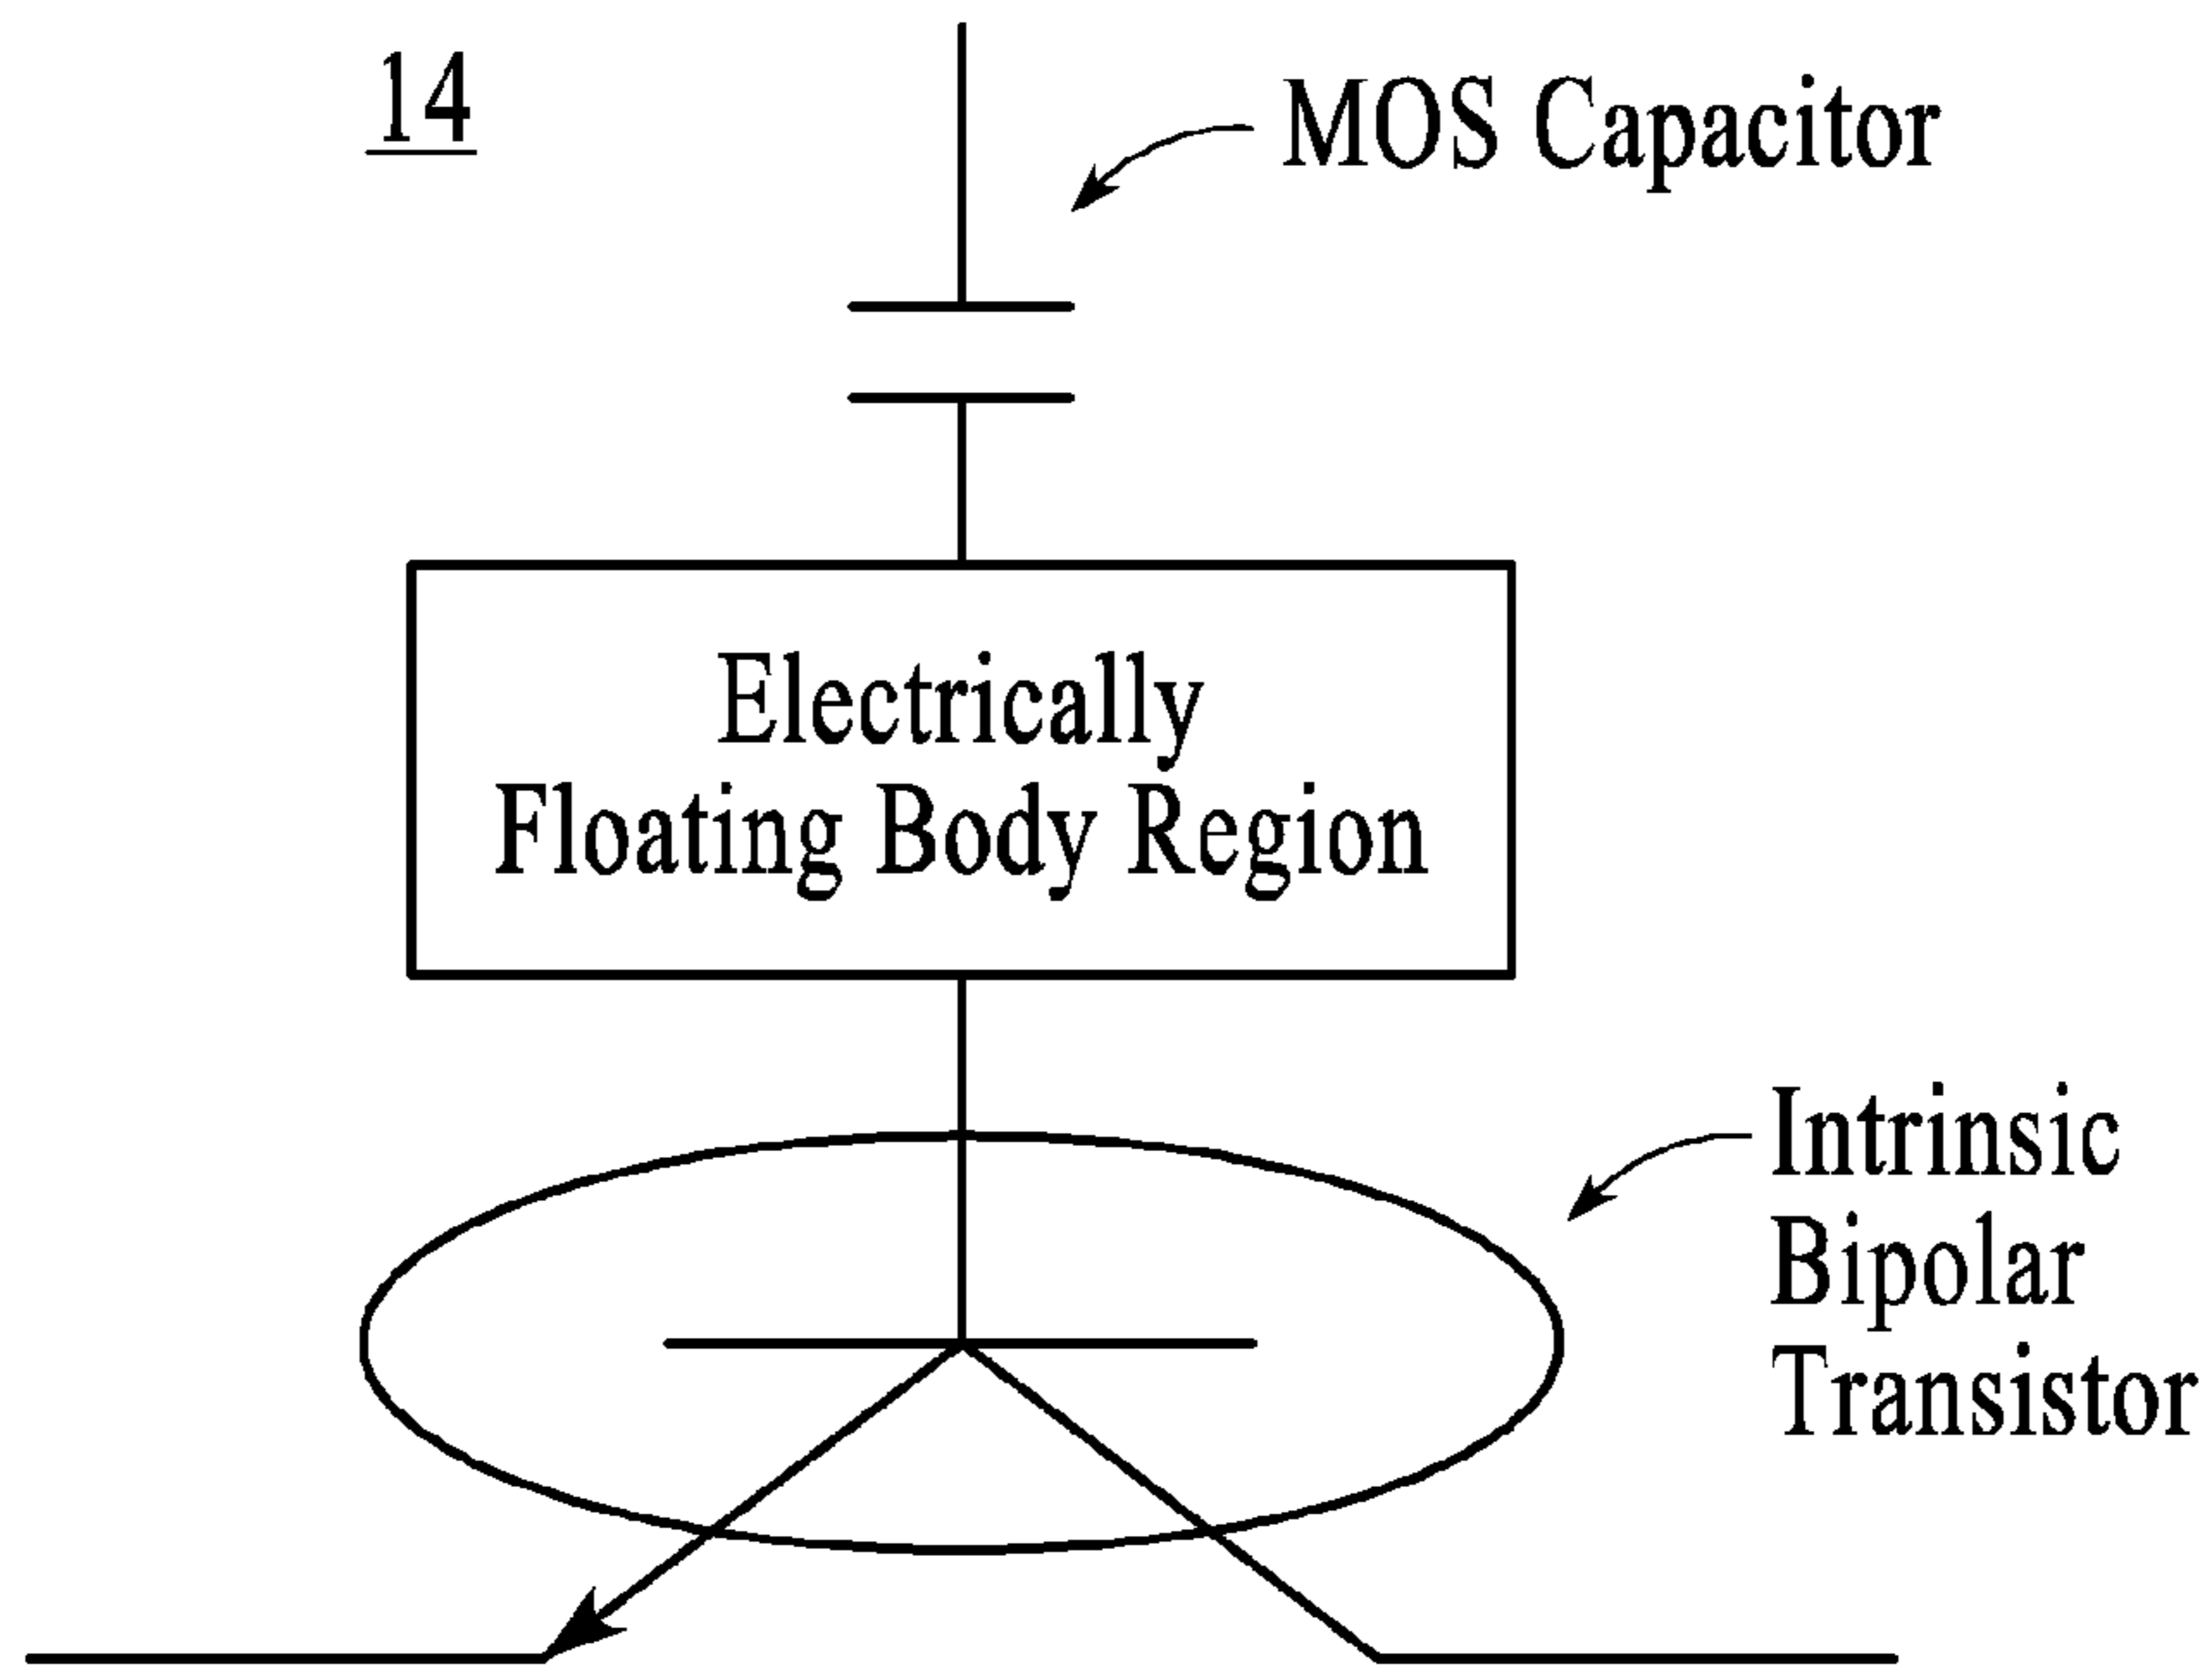 14
MOS Capacitor
Electrically
Floating Body Region
Intrinsic
Bipolar
Transistor